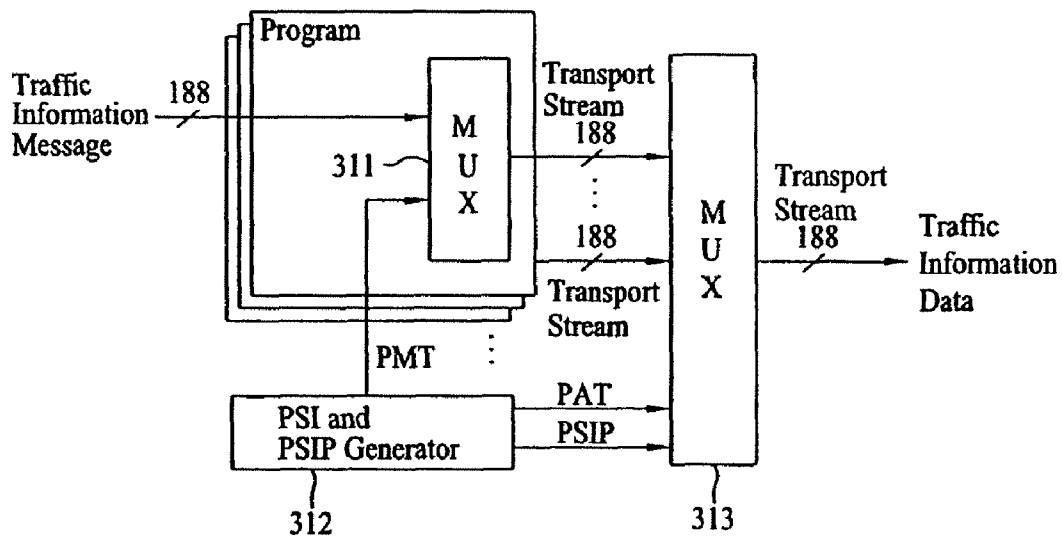 Program
Traffic
Information
Message
188
M
U
X
311
Transport
Stream
188
188
Transport
Stream
M
U
X
Transport
Stream
188
Traffic
Information
Data
PMT
PSI and
PSIP Generator
PAT
PSIP
312
313